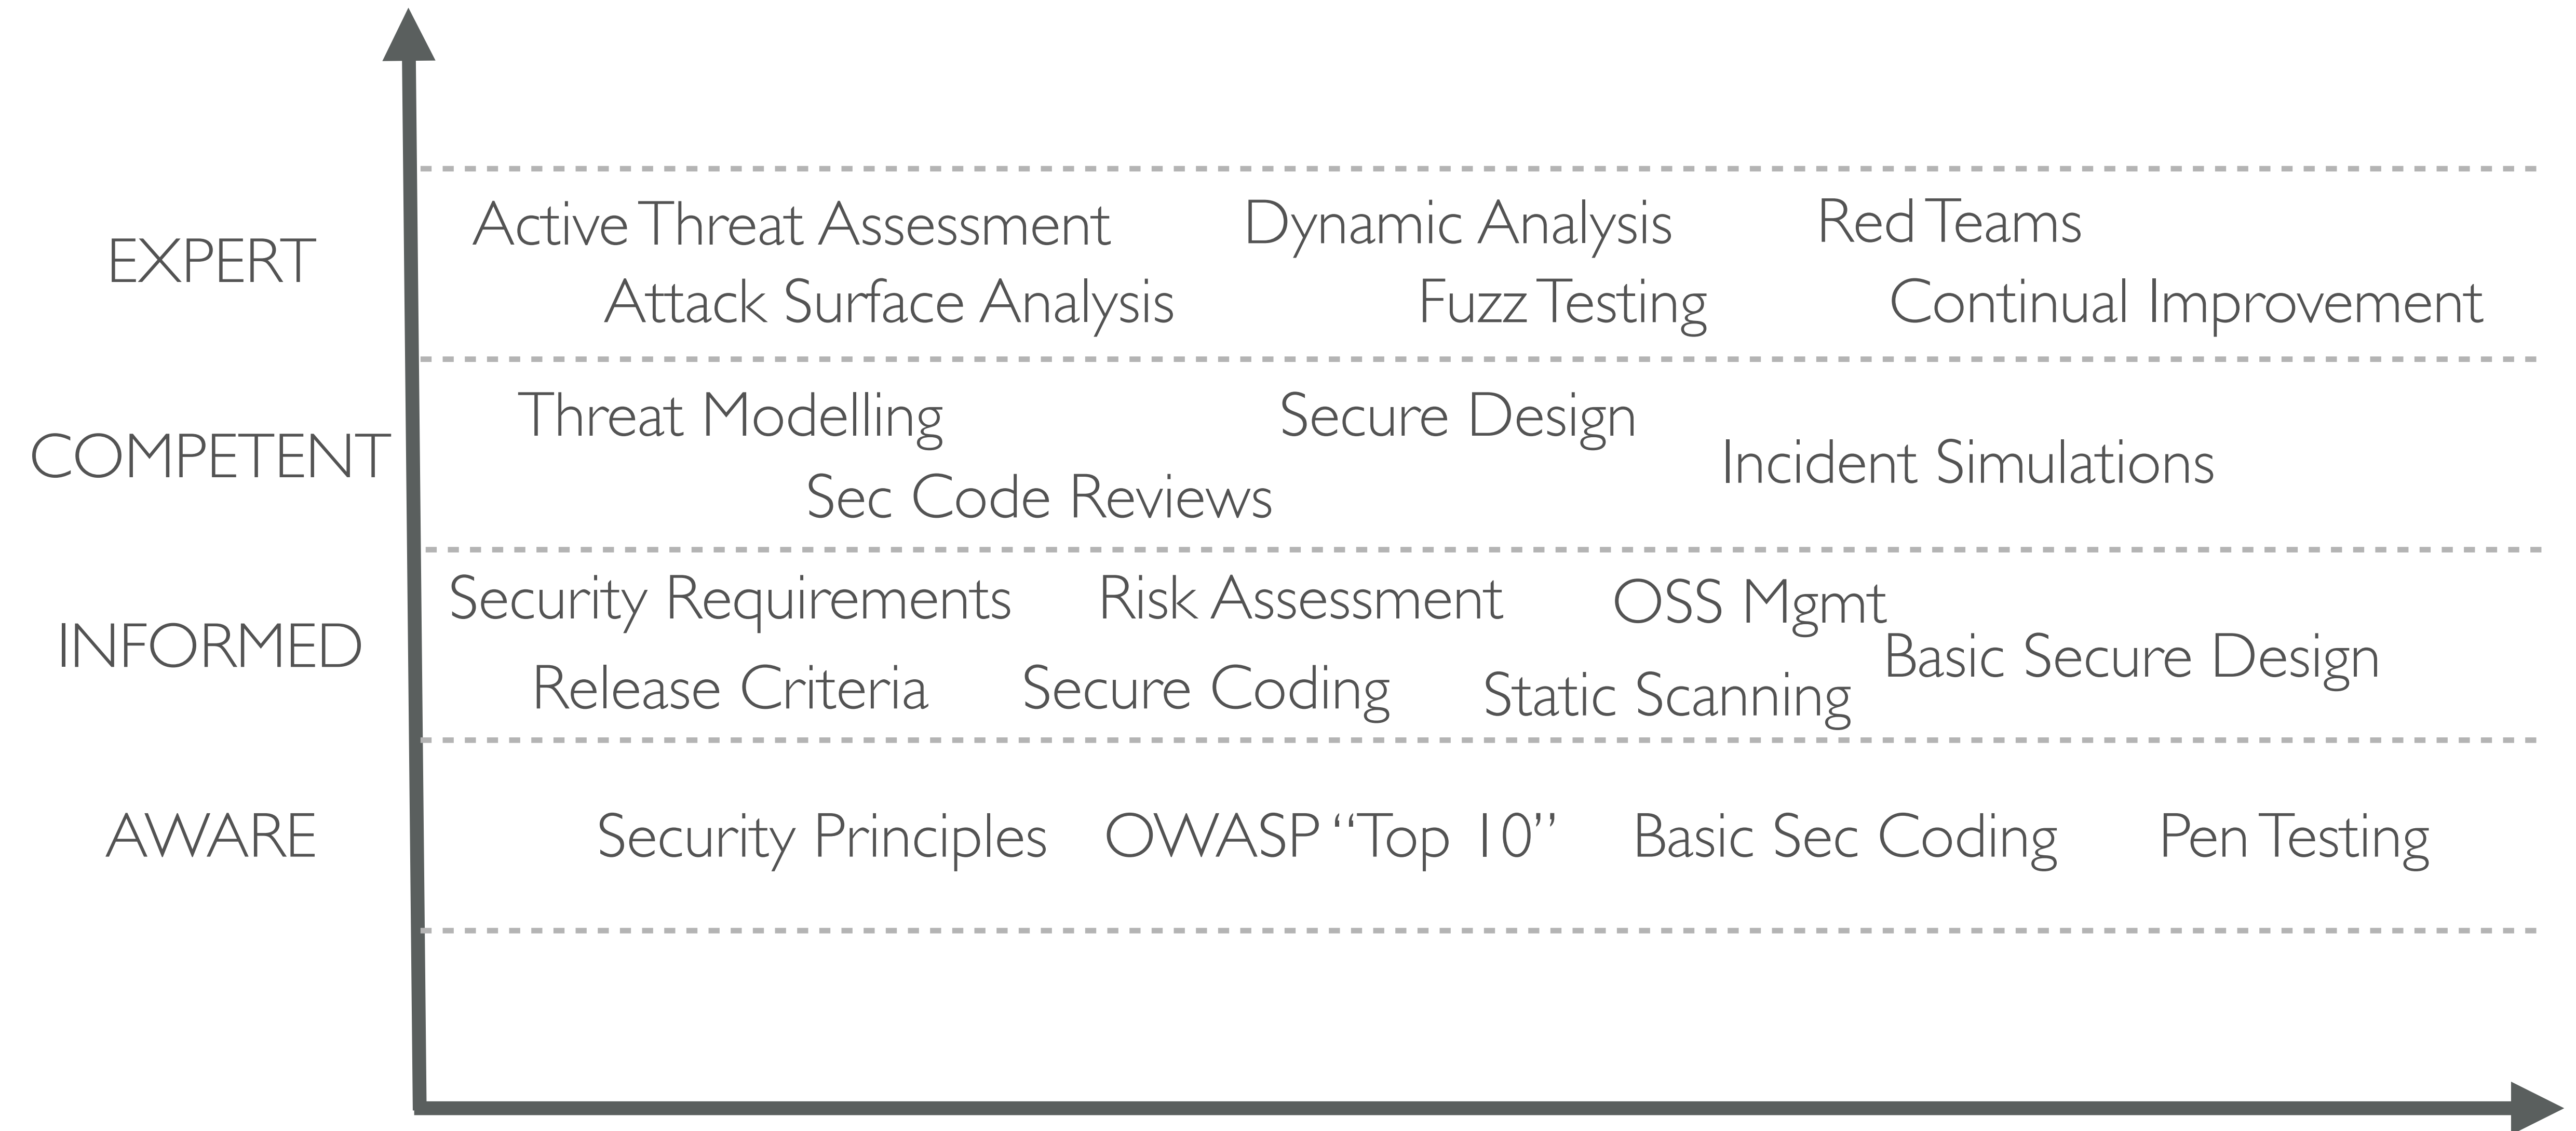 EXPERT
Active Threat Assessment Dynamic Analysis Red Teams
Attack Surface Analysis Fuzz Testing Continual Improvement
COMPETENT
Threat Modelling Secure Design
Incident Simulations
Sec Code Reviews
INFORMED
Security Requirements Risk Assessment OSS Mgmt
Basic Secure Design
Release Criteria Secure Coding Static Scanning
AWARE
Security Principles OWASP “Top 10” Basic Sec Coding Pen Testing